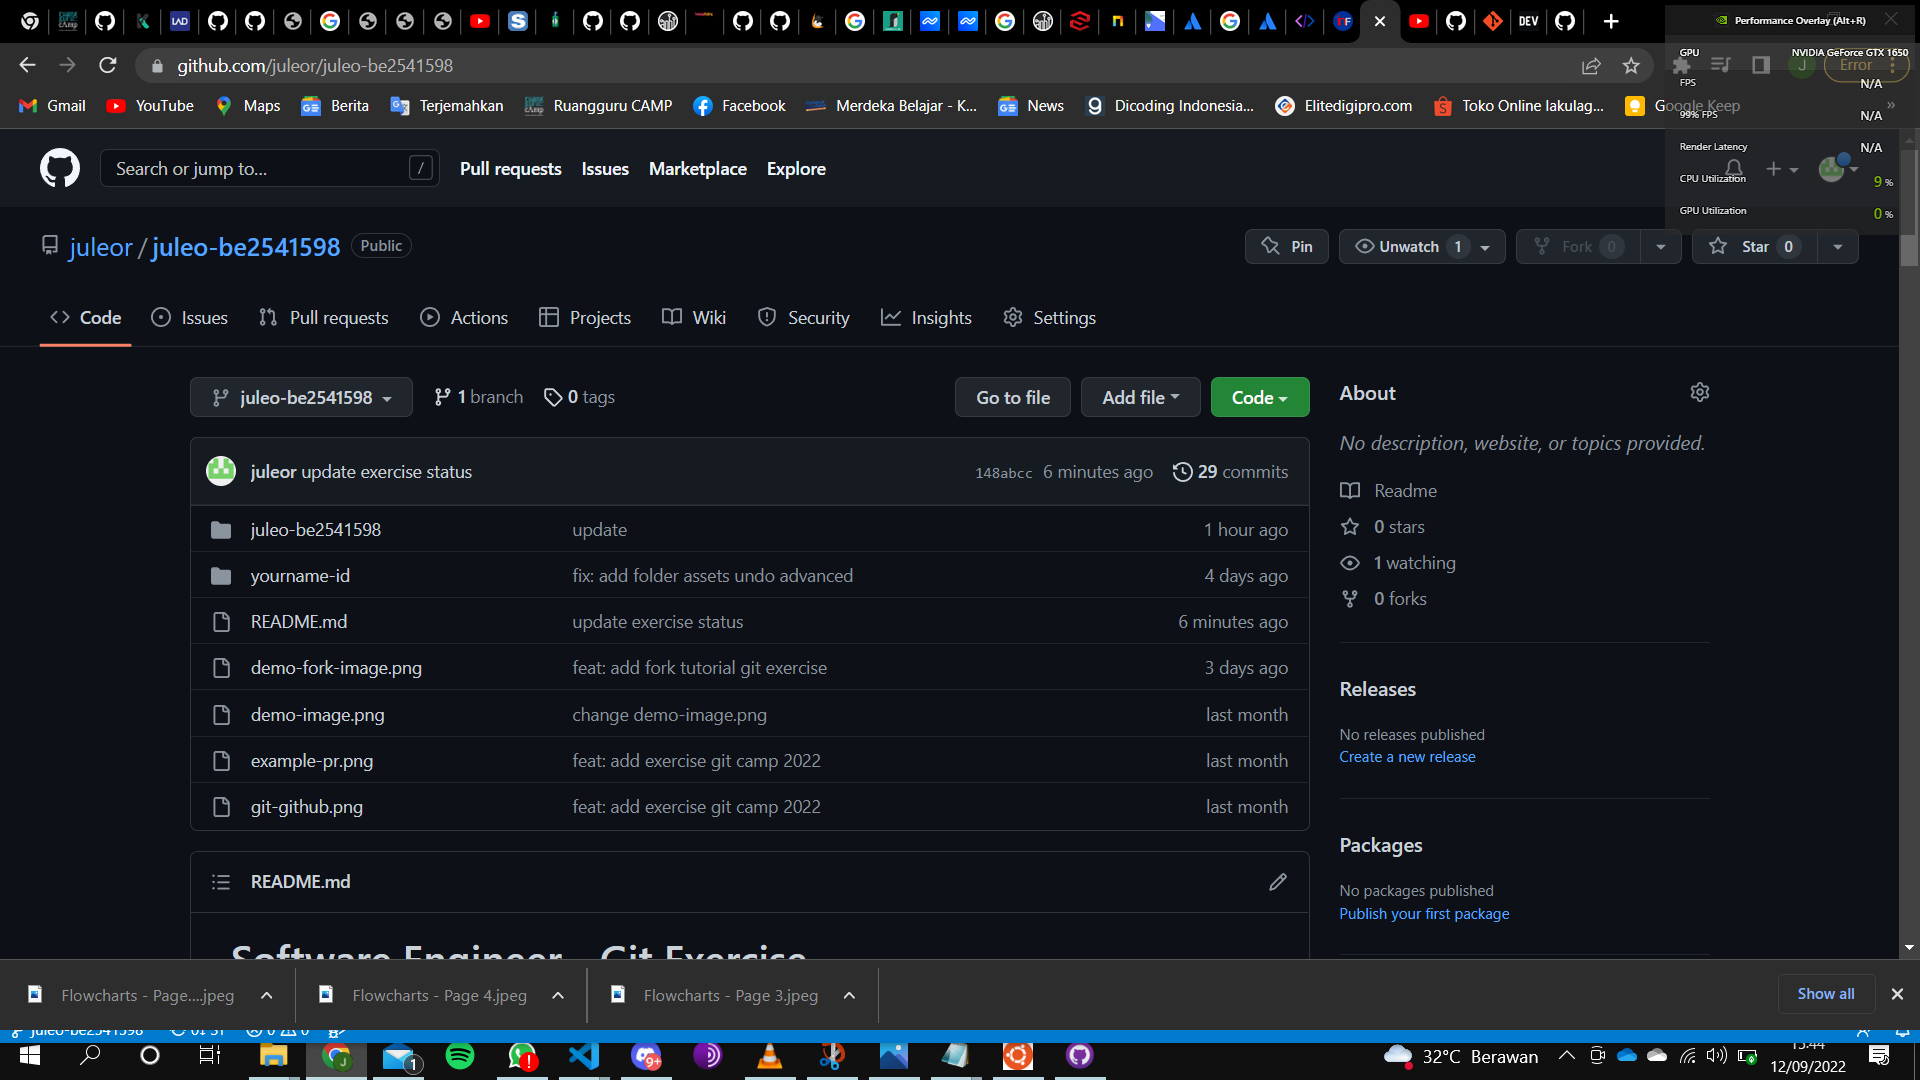 github.com/juleor/juleo-be2541598
Error
Performance Overlay (Alt+R)
GPU NVIDIA GeForce GTX 1650
FPS N/A
99% FPS N/A
Render Latency N/A
CPU Utilization 9 %
GPU Utilization 0 %
Gmail YouTube Maps Berita Terjemahkan Ruangguru CAMP Facebook Merdeka Belajar - K... News Dicoding Indonesia... Elitedigipro.com Toko Online lakulag... Google Keep »
Search or jump to... / Pull requests Issues Marketplace Explore
juleor / juleo-be2541598 Public
Pin Unwatch 1 Fork 0 Star 0
Code Issues Pull requests Actions Projects Wiki Security Insights Settings
juleo-be2541598 1 branch 0 tags Go to file Add file Code
juleor update exercise status 148abcc 6 minutes ago 29 commits
juleo-be2541598 update 1 hour ago
yourname-id fix: add folder assets undo advanced 4 days ago
README.md update exercise status 6 minutes ago
demo-fork-image.png feat: add fork tutorial git exercise 3 days ago
demo-image.png change demo-image.png last month
example-pr.png feat: add exercise git camp 2022 last month
git-github.png feat: add exercise git camp 2022 last month
README.md
Software Engineer - Git Exercise
About
No description, website, or topics provided.
Readme
0 stars
1 watching
0 forks
Releases
No releases published
Create a new release
Packages
No packages published
Publish your first package
Flowcharts - Page....jpeg Flowcharts - Page 4.jpeg Flowcharts - Page 3.jpeg Show all
juleo-be2541598
32°C Berawan
15:44
12/09/2022